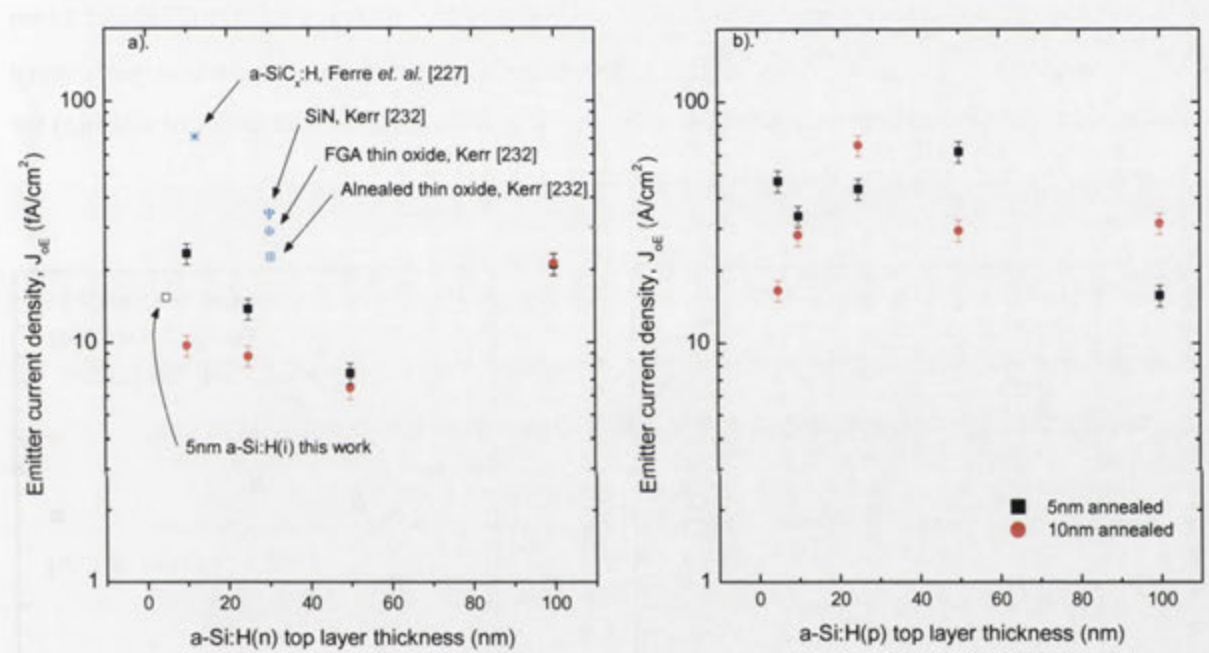 a).
a-SiCx:H, Ferre et. al. [227]
SiN, Kerr [232]
FGA thin oxide, Kerr [232]
Alnealed thin oxide, Kerr [232]
5nm a-Si:H(i) this work
Emitter current density, JoE (fA/cm2)
100
10
1
0 20 40 60 80 100
a-Si:H(n) top layer thickness (nm)
b).
Emitter current density, JoE (A/cm2)
100
10
1
5nm annealed
10nm annealed
0 20 40 60 80 100
a-Si:H(p) top layer thickness (nm)